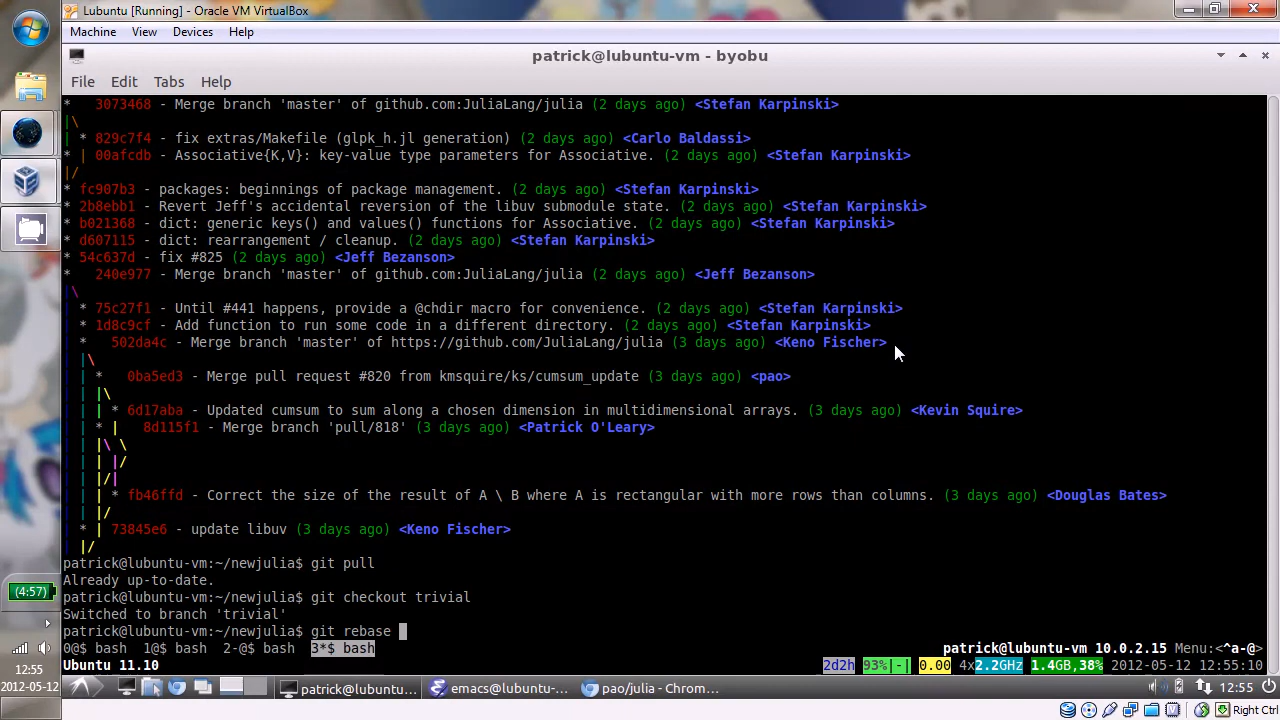 Lubuntu [Running] - Oracle VM VirtualBox
Machine View Devices Help
patrick@lubuntu-vm - byobu
File Edit Tabs Help
* 3073468 - Merge branch 'master' of github.com:JuliaLang/julia (2 days ago) <Stefan Karpinski>
|\
| * 829c7f4 - fix extras/Makefile (glpk_h.jl generation) (2 days ago) <Carlo Baldassi>
* | 00afcdb - Associative{K,V}: key-value type parameters for Associative. (2 days ago) <Stefan Karpinski>
|/
* fc907b3 - packages: beginnings of package management. (2 days ago) <Stefan Karpinski>
* 2b8ebb1 - Revert Jeff's accidental reversion of the libuv submodule state. (2 days ago) <Stefan Karpinski>
* b021368 - dict: generic keys() and values() functions for Associative. (2 days ago) <Stefan Karpinski>
* d607115 - dict: rearrangement / cleanup. (2 days ago) <Stefan Karpinski>
* 54c637d - fix #825 (2 days ago) <Jeff Bezanson>
* 240e977 - Merge branch 'master' of github.com:JuliaLang/julia (2 days ago) <Jeff Bezanson>
|\
| * 75c27f1 - Until #441 happens, provide a @chdir macro for convenience. (2 days ago) <Stefan Karpinski>
| * 1d8c9cf - Add function to run some code in a different directory. (2 days ago) <Stefan Karpinski>
| * 502da4c - Merge branch 'master' of https://github.com/JuliaLang/julia (3 days ago) <Keno Fischer>
| |\
| | * 0ba5ed3 - Merge pull request #820 from kmsquire/ks/cumsum_update (3 days ago) <pao>
| | |\
| | | * 6d17aba - Updated cumsum to sum along a chosen dimension in multidimensional arrays. (3 days ago) <Kevin Squire>
| | * | 8d115f1 - Merge branch 'pull/818' (3 days ago) <Patrick O'Leary>
| | |\ \
| | | |/
| | |/|
| | | * fb46ffd - Correct the size of the result of A \ B where A is rectangular with more rows than columns. (3 days ago) <Douglas Bates>
| | |/
| * | 73845e6 - update libuv (3 days ago) <Keno Fischer>
| |/
patrick@lubuntu-vm:~/newjulia$ git pull
Already up-to-date.
patrick@lubuntu-vm:~/newjulia$ git checkout trivial
Switched to branch 'trivial'
patrick@lubuntu-vm:~/newjulia$ git rebase
0@$ bash 1@$ bash 2-@$ bash 3*$ bash patrick@lubuntu-vm 10.0.2.15 Menu:<^a-@>
Ubuntu 11.10 2d2h 93%|-| 0.00 4x2.2GHz 1.4GB,38% 2012-05-12 12:55:10
patrick@lubuntu... emacs@lubuntu-... pao/julia - Chrom... 12:55
(4:57)
12:55
2012-05-12
Right Ctrl